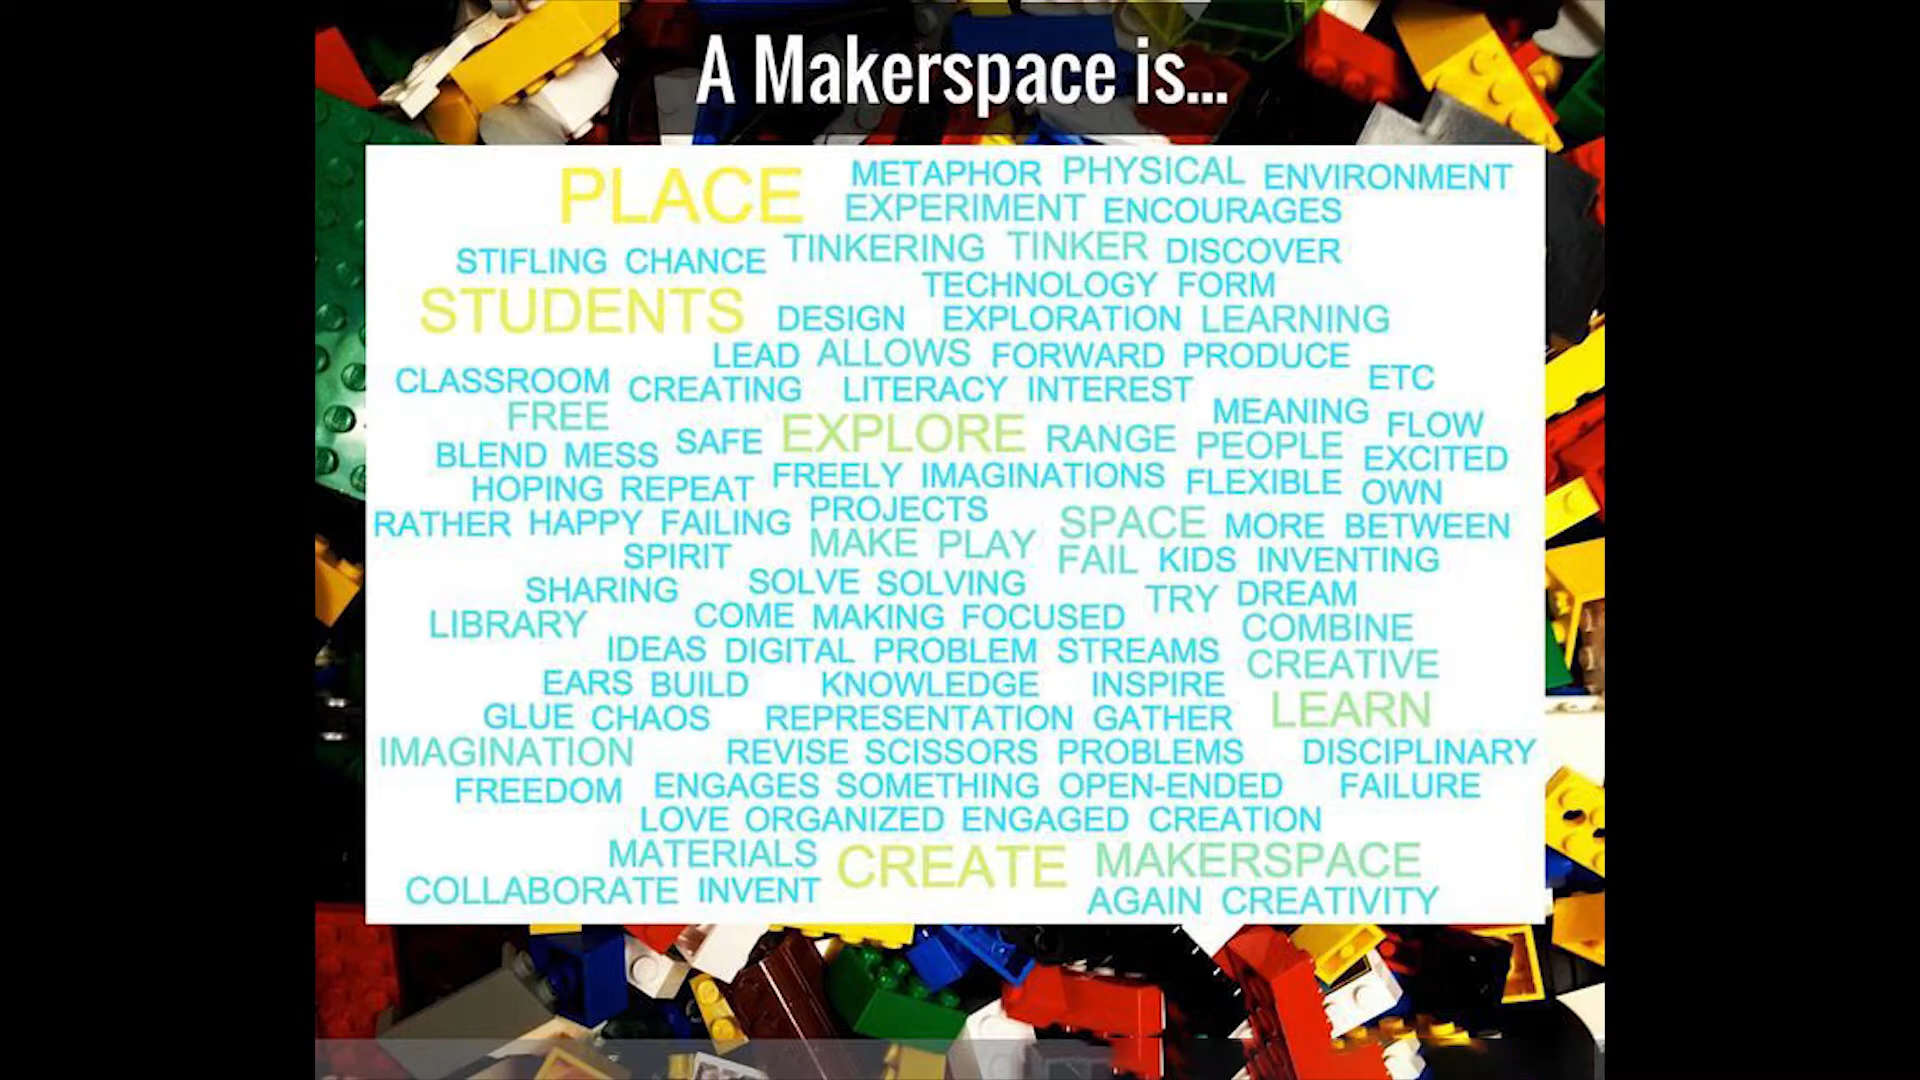 A Makerspace is...
PLACE METAPHOR PHYSICAL ENVIRONMENT
EXPERIMENT ENCOURAGES
STIFLING CHANCE TINKERING TINKER DISCOVER
TECHNOLOGY FORM
STUDENTS DESIGN EXPLORATION LEARNING
LEAD ALLOWS FORWARD PRODUCE
CLASSROOM CREATING LITERACY INTEREST ETC
FREE EXPLORE MEANING FLOW
BLEND MESS SAFE RANGE PEOPLE EXCITED
HOPING REPEAT FREELY IMAGINATIONS FLEXIBLE OWN
RATHER HAPPY FAILING PROJECTS SPACE MORE BETWEEN
SPIRIT MAKE PLAY FAIL KIDS INVENTING
SHARING SOLVE SOLVING TRY DREAM
LIBRARY COME MAKING FOCUSED COMBINE
IDEAS DIGITAL PROBLEM STREAMS CREATIVE
EARS BUILD KNOWLEDGE INSPIRE
GLUE CHAOS REPRESENTATION GATHER LEARN
IMAGINATION REVISE SCISSORS PROBLEMS DISCIPLINARY
FREEDOM ENGAGES SOMETHING OPEN-ENDED FAILURE
LOVE ORGANIZED ENGAGED CREATION
MATERIALS CREATE MAKERSPACE
COLLABORATE INVENT AGAIN CREATIVITY